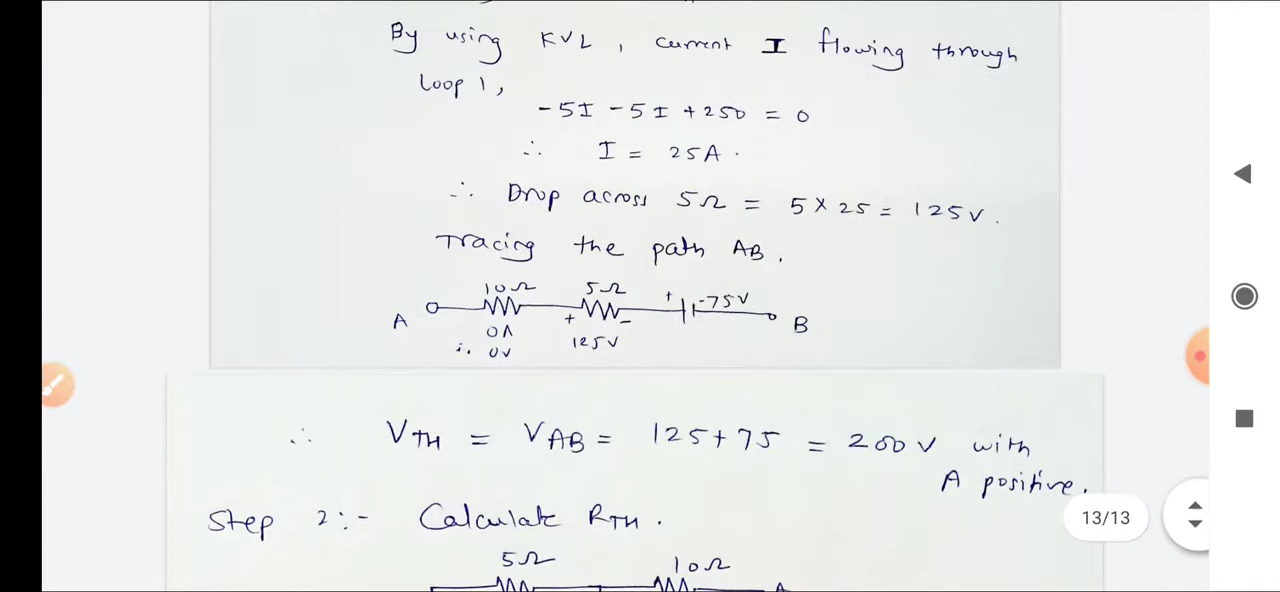 By using KVL, current I flowing through
loop 1,
-5I -5I +250 = 0
∴ I = 25A.
∴ Drop across 5Ω = 5 × 25 = 125V.
Tracing the path AB.
10Ω 5Ω
A + - 75V B
0A + -
∴ 0V 125V
∴ VTH = VAB = 125+75 = 200V with
A positive.
Step 2:- Calculate RTH.
13/13
5Ω 10Ω
A